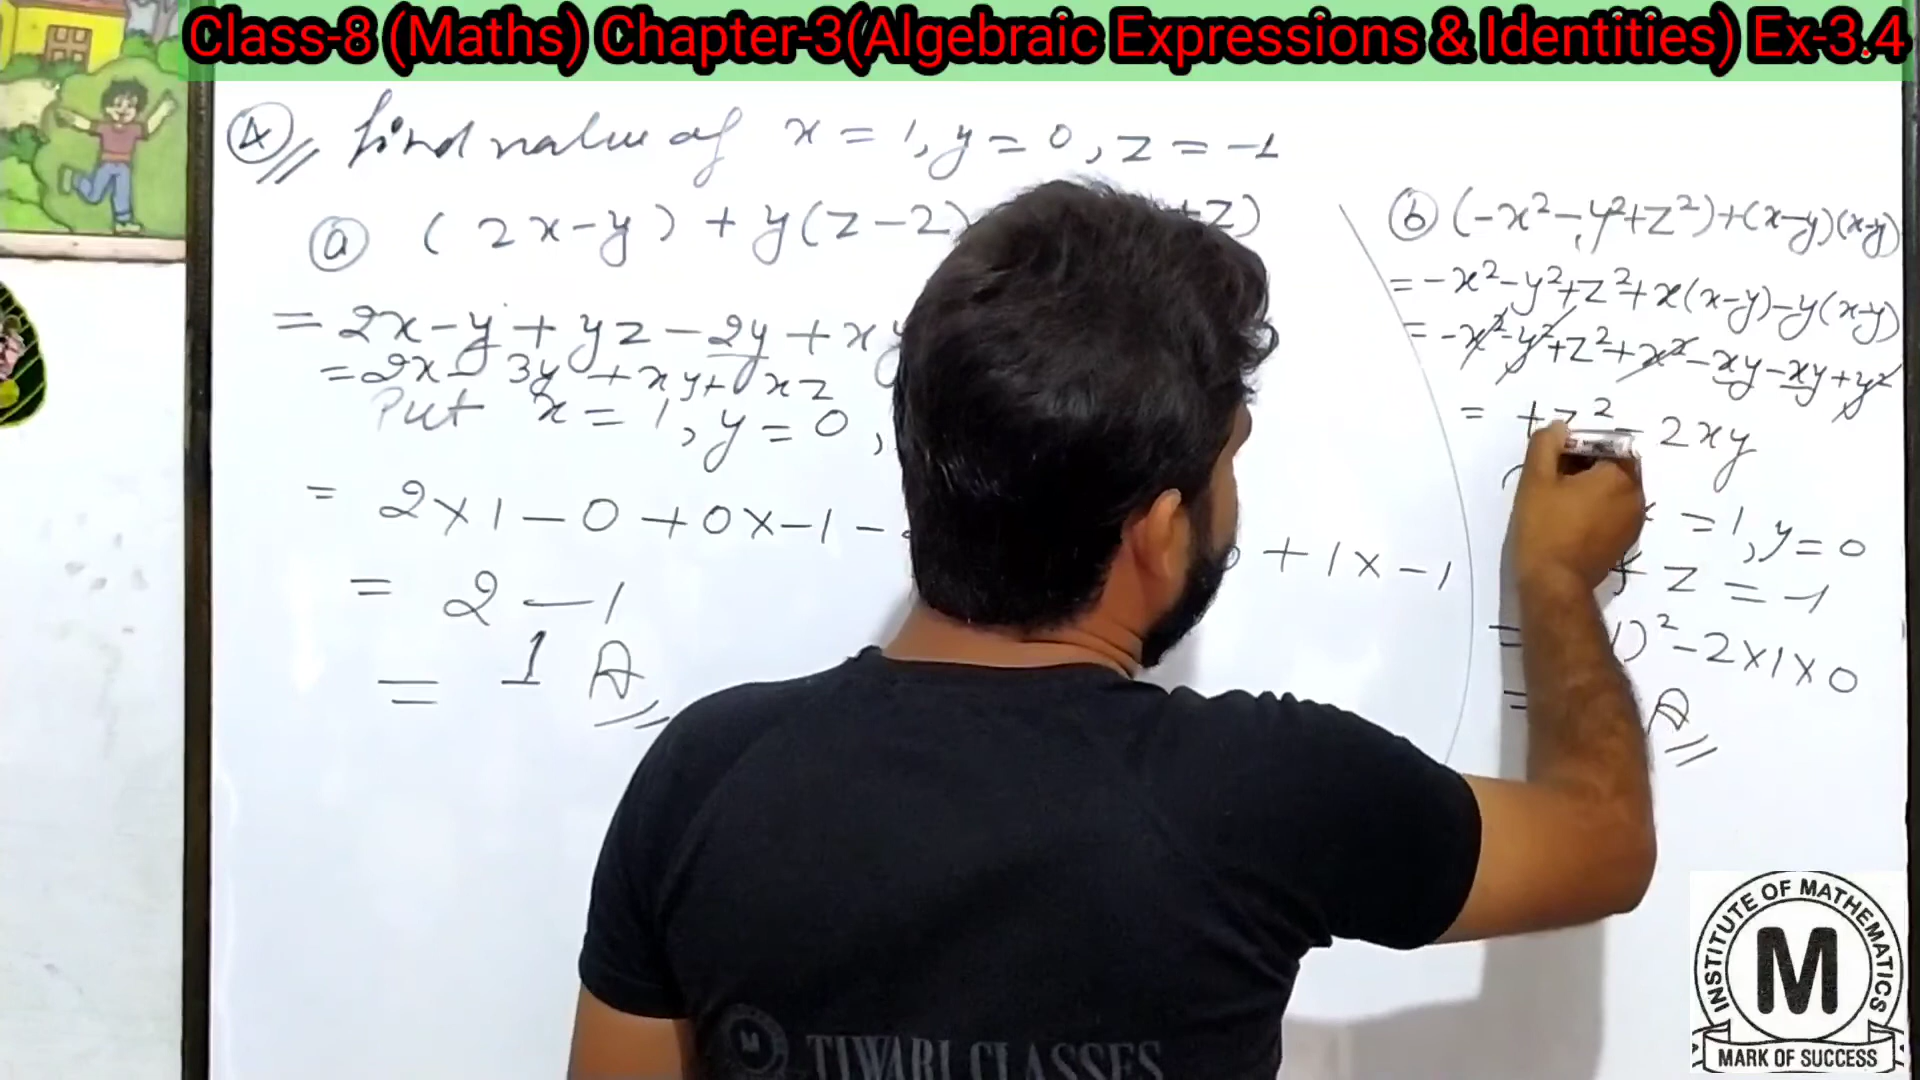 Class-8 (Maths) Chapter-3(Algebraic Expressions & Identities) Ex-3.4
④ find value of x = 1, y = 0, z = -1
ⓐ (2x-y) + y(z-2) +z)
= 2x-y+yz-2y+xy
=2x-3y+xy+xz
Put x = 1, y = 0,
= 2×1-0+0×-1- + 1×-1
= 2-1
= 1 A
ⓑ (-x²-y²+z²)+(x-y)(x-y)
=-x²-y²+z²+x(x-y)-y(x-y)
= -x²-y²+z²+x²-xy-xy+y²
= +z²-2xy
=1, y=0
z = -1
= 1)²-2×1×0
= A
TIWARI CLASSES
INSTITUTE OF MATHEMATICS
M
MARK OF SUCCESS